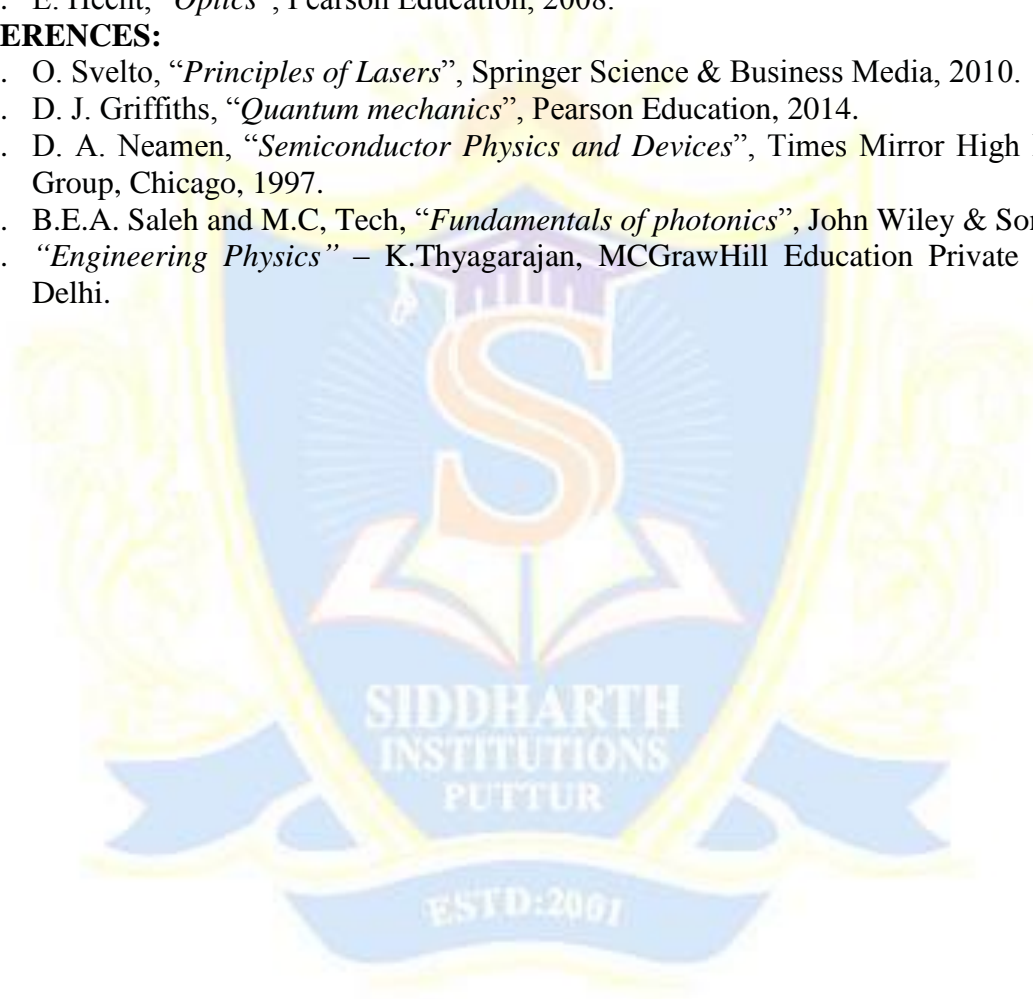 . E. Hecht, “Optics”, Pearson Education, 2008.
ERENCES:
. O. Svelto, “Principles of Lasers”, Springer Science & Business Media, 2010.
. D. J. Griffiths, “Quantum mechanics”, Pearson Education, 2014.
. D. A. Neamen, “Semiconductor Physics and Devices”, Times Mirror High
Group, Chicago, 1997.
. B.E.A. Saleh and M.C, Tech, “Fundamentals of photonics”, John Wiley & Son
. “Engineering Physics” – K.Thyagarajan, MCGrawHill Education Private
Delhi.
S
SIDDHARTH
INSTITUTIONS
PUTTUR
ESTD:2001